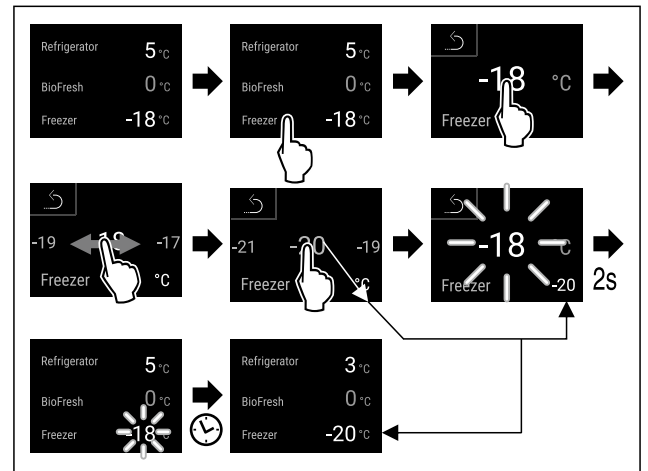 Refrigerator 5 °C
BioFresh 0 °C
Freezer -18 °C
Refrigerator 5 °C
BioFresh 0 °C
Freezer -18 °C
-18 °C
Freezer
-19 18 -17
Freezer °C
-21 -20 -19
Freezer °C
-18 C
Freezer -20
2s
Refrigerator 5 °C
BioFresh 0 °C
Freezer -18 °C
Refrigerator 3 °C
BioFresh 0 °C
Freezer -20 °C